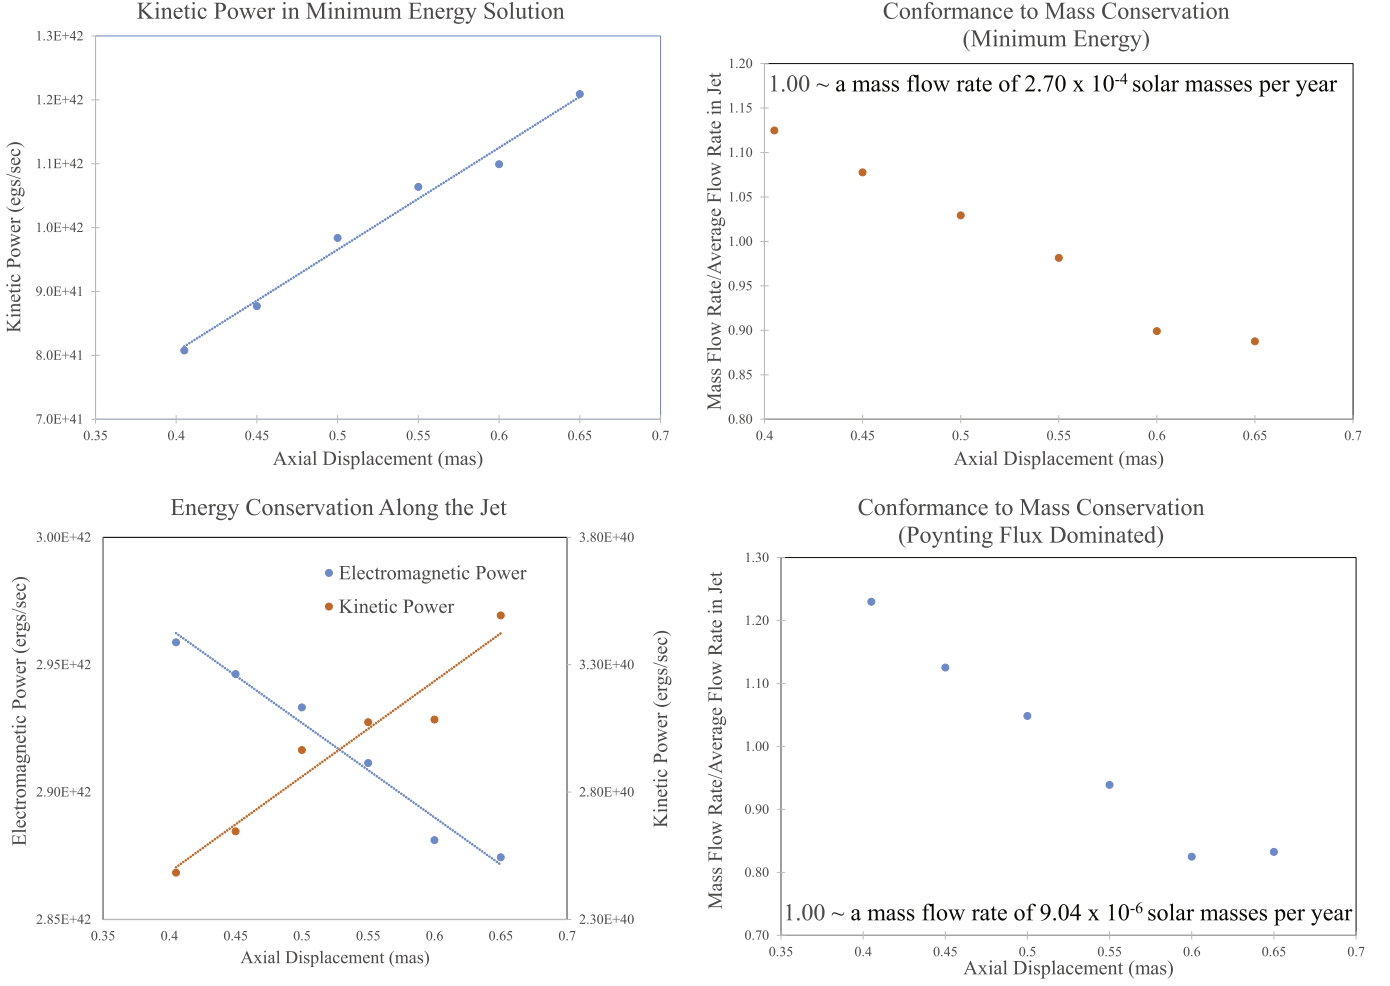 Kinetic Power in Minimum Energy Solution
1.3E+42
1.2E+42
1.1E+42
1.0E+42
9.0E+41
8.0E+41
7.0E+41
Kinetic Power (egs/sec)
0.35 0.4 0.45 0.5 0.55 0.6 0.65 0.7
Axial Displacement (mas)
Conformance to Mass Conservation
(Minimum Energy)
1.00 ~ a mass flow rate of 2.70 x 10-4 solar masses per year
1.20
1.15
1.10
1.05
1.00
0.95
0.90
0.85
0.80
Mass Flow Rate/Average Flow Rate in Jet
0.4 0.45 0.5 0.55 0.6 0.65 0.7
Axial Displacement (mas)
Energy Conservation Along the Jet
3.00E+42
2.95E+42
2.90E+42
2.85E+42
Electromagnetic Power (ergs/sec)
Electromagnetic Power
Kinetic Power
3.80E+40
3.30E+40
2.80E+40
2.30E+40
Kinetic Power (ergs/sec)
0.35 0.4 0.45 0.5 0.55 0.6 0.65 0.7
Axial Displacement (mas)
Conformance to Mass Conservation
(Poynting Flux Dominated)
1.30
1.20
1.10
1.00
0.90
0.80
0.70
Mass Flow Rate/Average Flow Rate in Jet
1.00 ~ a mass flow rate of 9.04 x 10-6 solar masses per year
0.35 0.4 0.45 0.5 0.55 0.6 0.65 0.7
Axial Displacement (mas)